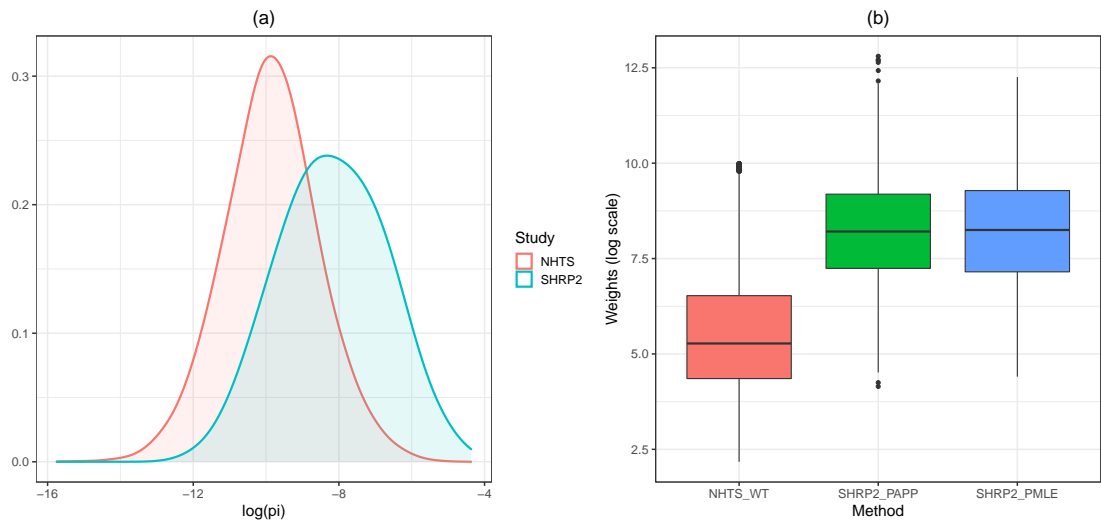 (a)
0.3
0.2
0.1
0.0
−16
−12
−8
−4
log(pi)
Study
NHTS
SHRP2
(b)
Weights (log scale)
12.5
10.0
7.5
5.0
2.5
NHTS_WT
SHRP2_PAPP
SHRP2_PMLE
Method